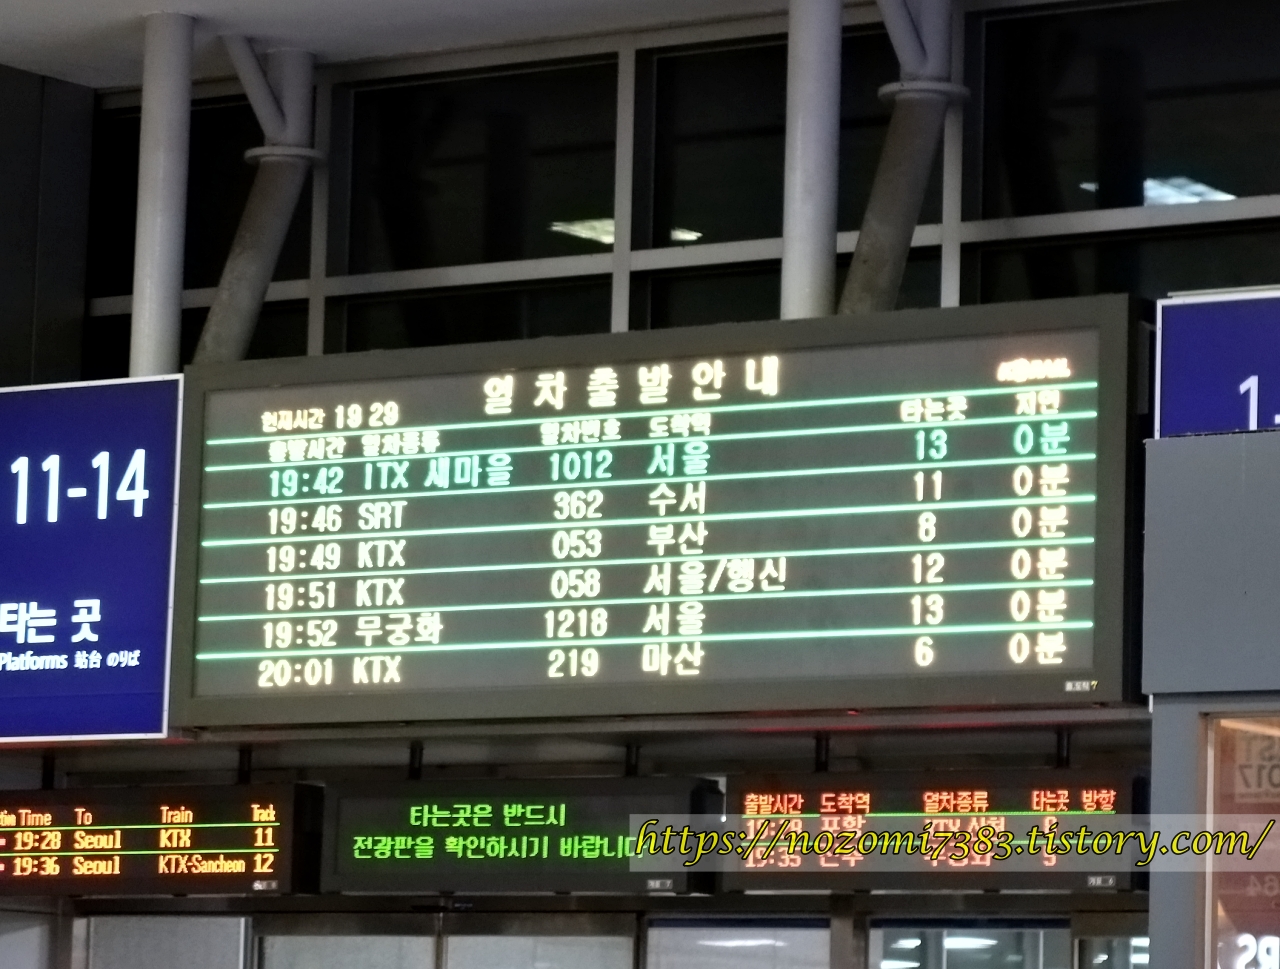 열차출발안내
KORAIL
현재시간 19 29
출발시간 열차종류 열차번호 도착역 타는곳 지연
19:42 ITX 새마을 1012 서울 13 0분
19:46 SRT 362 수서 11 0분
19:49 KTX 053 부산 8 0분
19:51 KTX 058 서울/행신 12 0분
19:52 무궁화 1218 서울 13 0분
20:01 KTX 219 마산 6 0분
11-14
타는 곳
Platforms 站台 のりば
1
Time To Train Track
19:28 Seoul KTX 11
19:36 Seoul KTX-Sancheon 12
타는곳은 반드시
전광판을 확인하시기 바랍니다
출발시간 도착역 열차종류 타는곳 방향
https://nozomi7383.tistory.com/